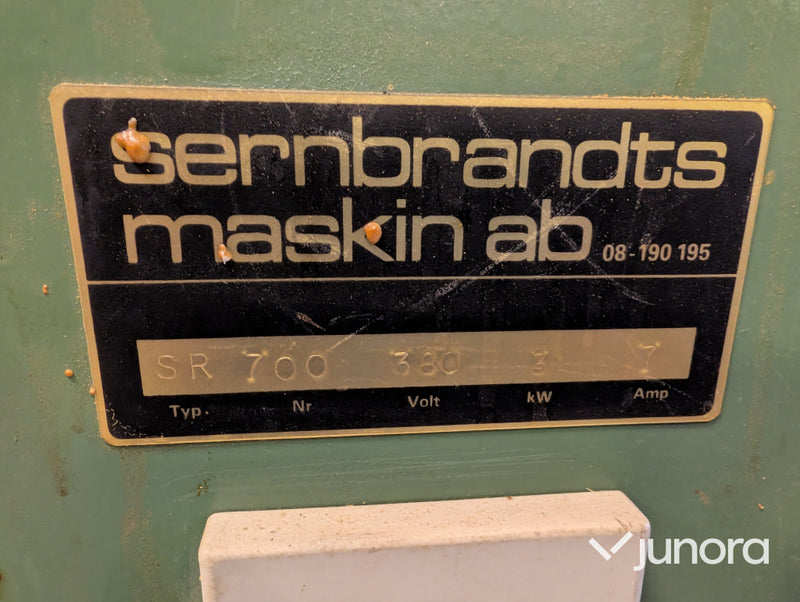 sernbrandts
maskin ab 08-190 195
SR 700 380 3 7
Typ. Nr Volt kW Amp
junora